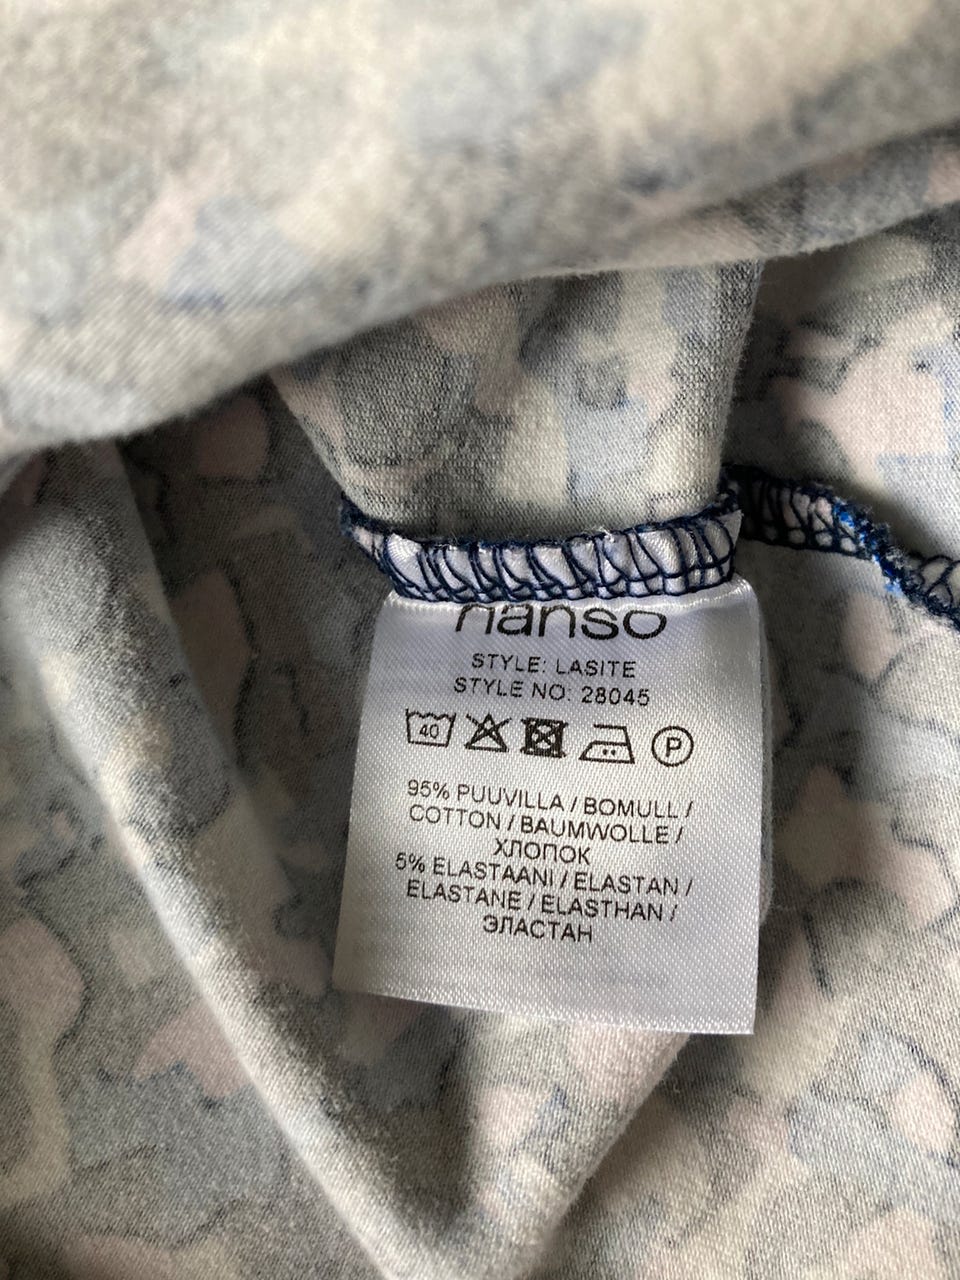 nanso
STYLE: LASITE
STYLE NO: 28045
40 P
95% PUUVILLA / BOMULL /
COTTON / BAUMWOLLE /
ХЛОПОК
5% ELASTAANI / ELASTAN /
ELASTANE / ELASTHAN /
ЭЛАСТАН